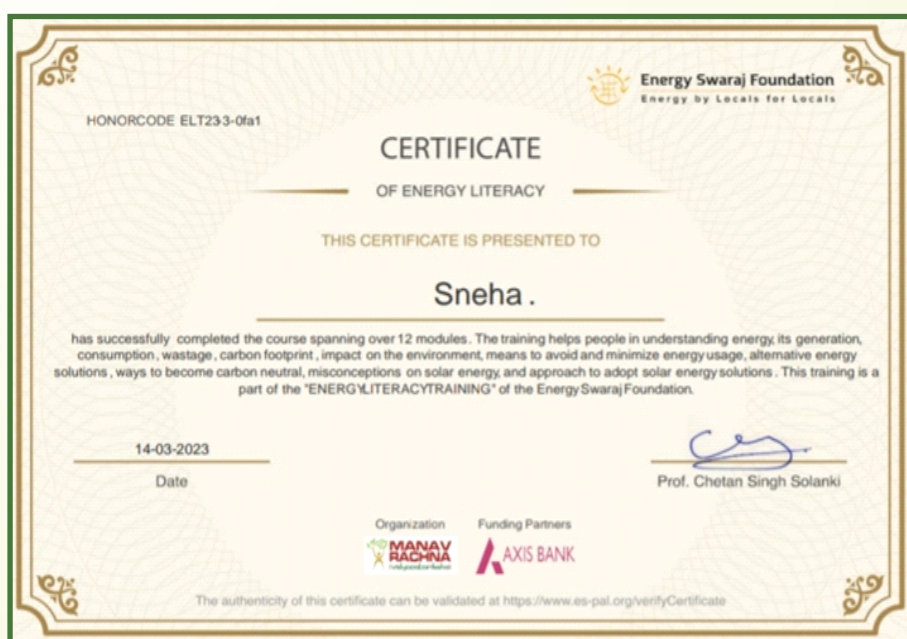 Energy Swaraj Foundation
Energy by Locals for Locals
HONORCODE ELT233-0fa1
CERTIFICATE
OF ENERGY LITERACY
THIS CERTIFICATE IS PRESENTED TO
Sneha .
has successfully completed the course spanning over 12 modules. The training helps people in understanding energy, its generation,
consumption, wastage, carbon footprint, impact on the environment, means to avoid and minimize energy usage, alternative energy
solutions, ways to become carbon neutral, misconceptions on solar energy, and approach to adopt solar energy solutions. This training is a
part of the "ENERGYLITERACYTRAINING" of the Energy Swaraj Foundation.
14-03-2023
Date
Prof. Chetan Singh Solanki
Organization
Funding Partners
MANAV
RACHNA
AXIS BANK
The authenticity of this certificate can be validated at https://www.es-pal.org/verifyCertificate